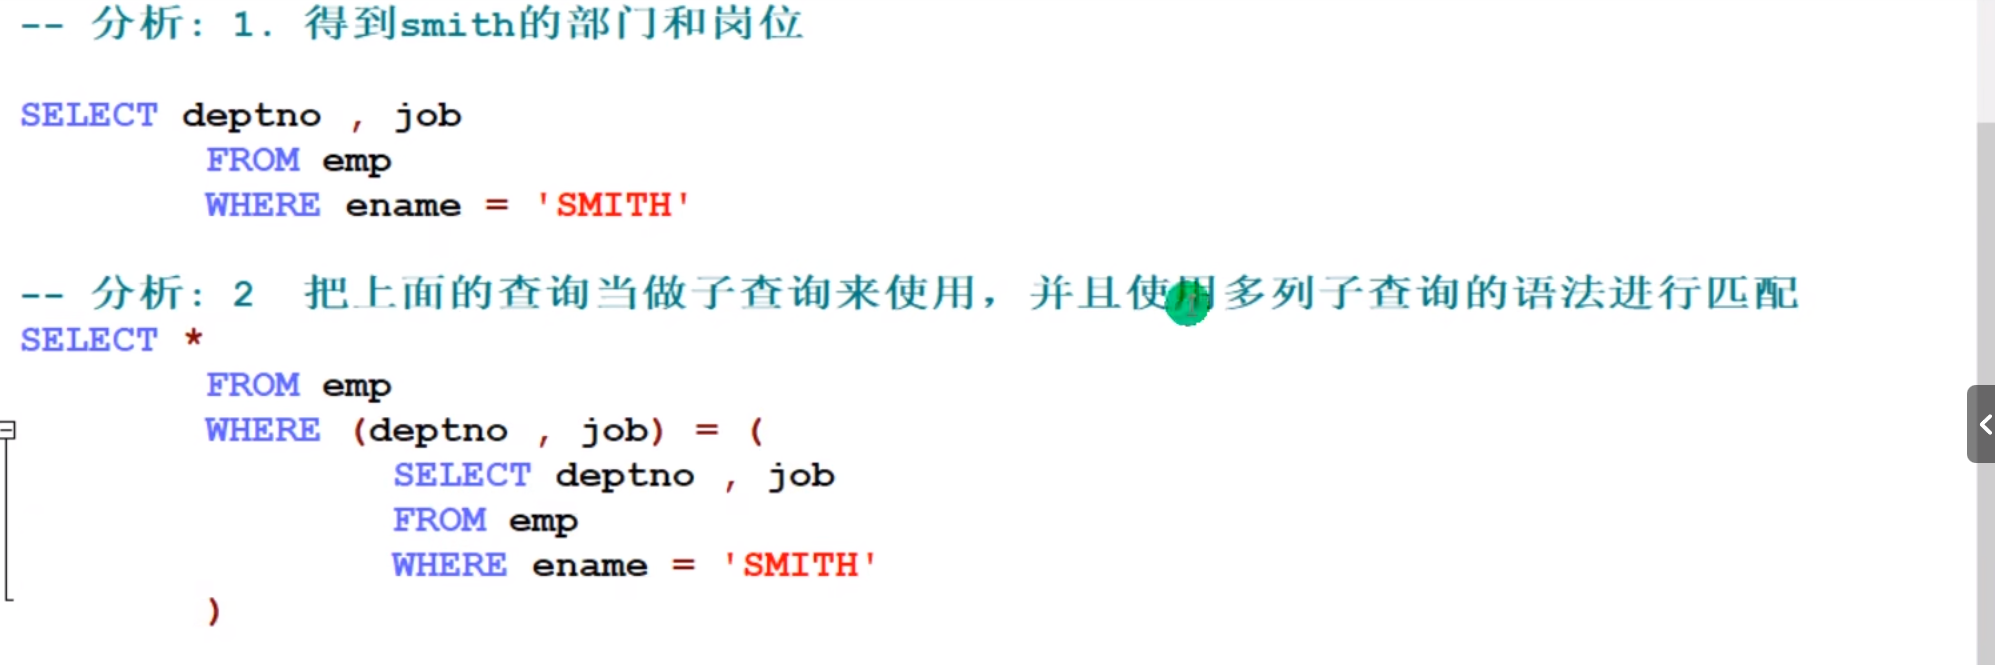 -- 分析: 1. 得到smith的部门和岗位
SELECT deptno , job
FROM emp
WHERE ename = 'SMITH'
-- 分析: 2 把上面的查询当做子查询来使用，并且使用多列子查询的语法进行匹配
SELECT *
FROM emp
WHERE (deptno , job) = (
SELECT deptno , job
FROM emp
WHERE ename = 'SMITH'
)